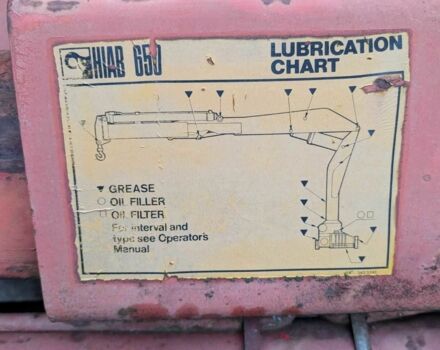 HIAB 650
LUBRICATION
CHART
GREASE
OIL FILLER
OIL FILTER
For interval and
type see Operator's
Manual